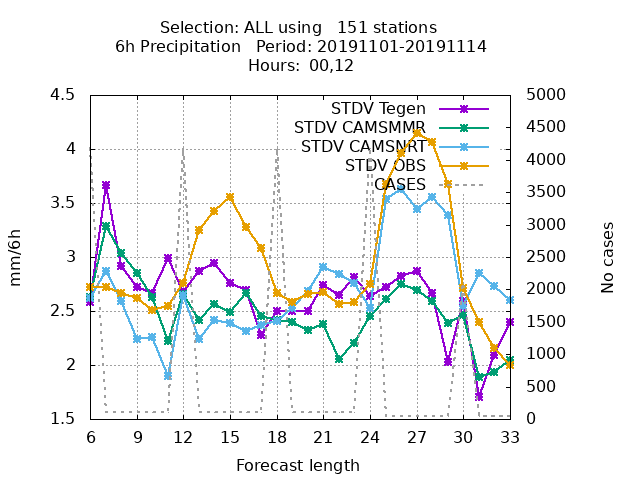 Selection: ALL using   151 stations
6h Precipitation   Period: 20191101-20191114
Hours:  00,12
4.5
4
3.5
3
2.5
2
1.5
mm/6h
STDV Tegen
STDV CAMSMMR
STDV CAMSNRT
STDV OBS
CASES
5000
4500
4000
3500
3000
2500
2000
1500
1000
500
0
No cases
6 9 12 15 18 21 24 27 30 33
Forecast length